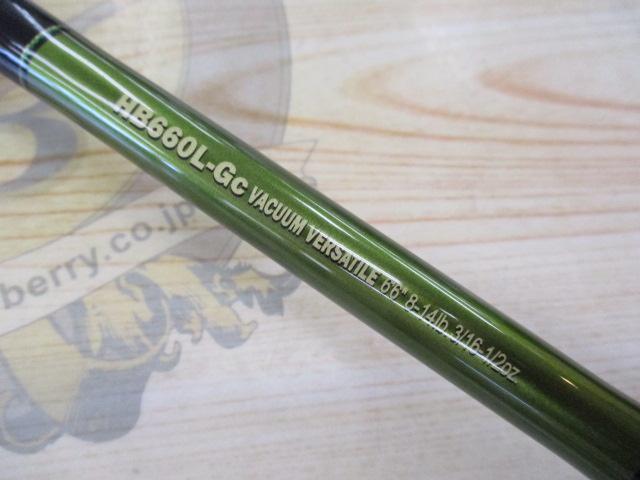 HB660L-Gc VACUUM VERSATILE 6'6" 8-14lb. 3/16-1/2oz.
berry.co.jp